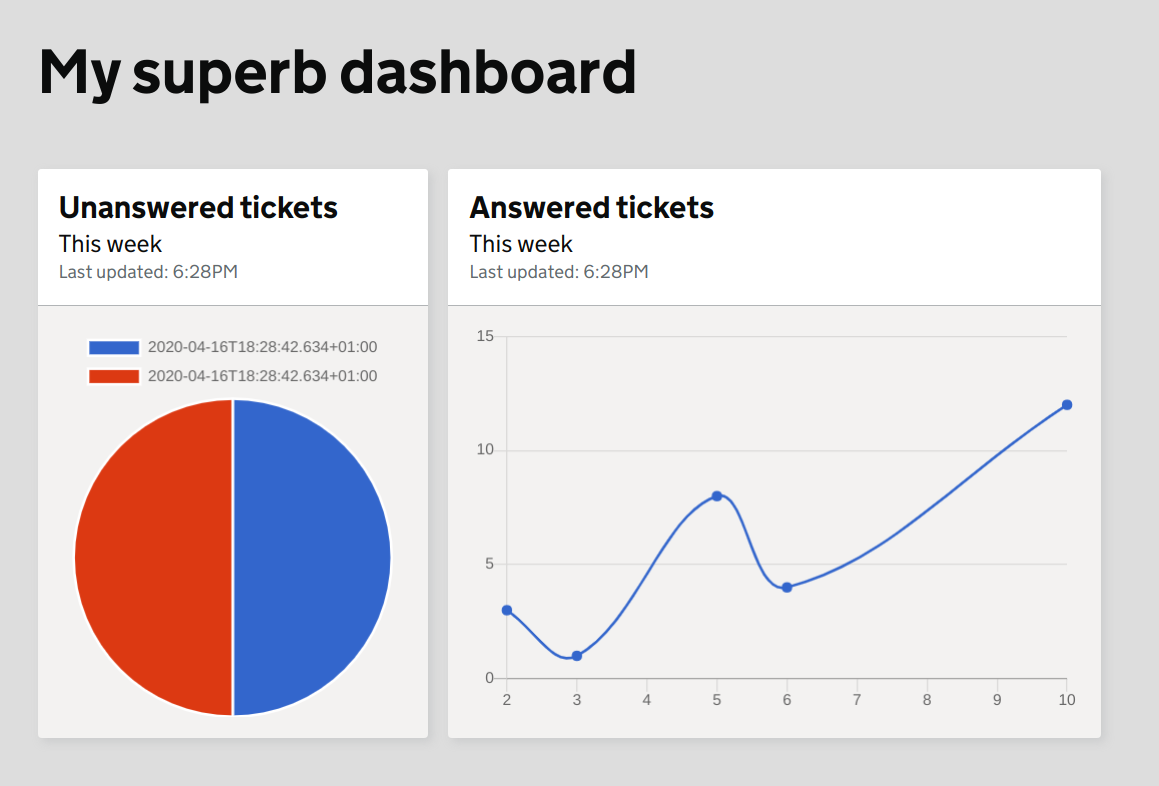 My superb dashboard
Unanswered tickets
This week
Last updated: 6:28PM
2020-04-16T18:28:42.634+01:00
2020-04-16T18:28:42.634+01:00
Answered tickets
This week
Last updated: 6:28PM
15
10
5
0
2 3 4 5 6 7 8 9 10